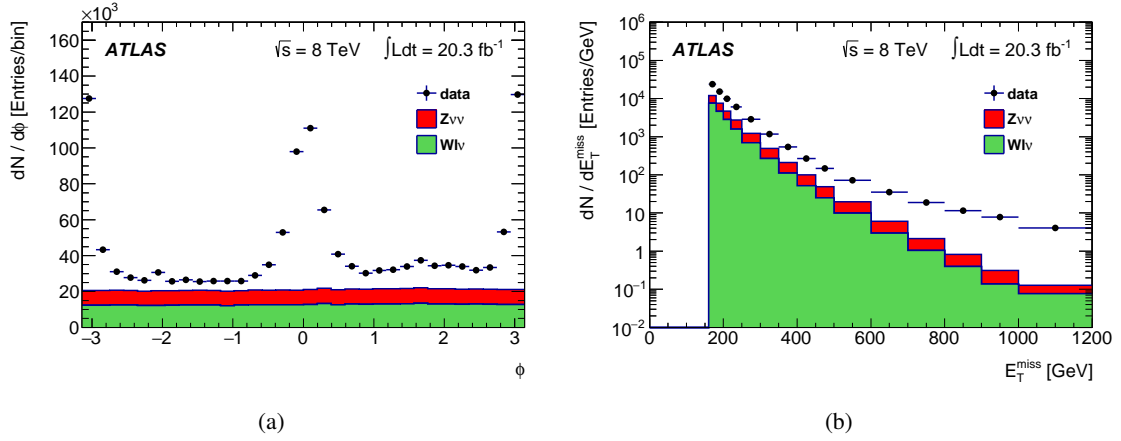 ×10³
160
140
120
100
80
60
40
20
0
dN / dϕ [Entries/bin]
ATLAS √s = 8 TeV ∫Ldt = 20.3 fb⁻¹
data
Zνν
Wlν
−3 −2 −1 0 1 2 3
ϕ
(a)
10⁶
10⁵
10⁴
10³
10²
10
1
10⁻¹
10⁻²
dN / dE_T^miss [Entries/GeV]
ATLAS √s = 8 TeV ∫Ldt = 20.3 fb⁻¹
data
Zνν
Wlν
0 200 400 600 800 1000 1200
E_T^miss [GeV]
(b)